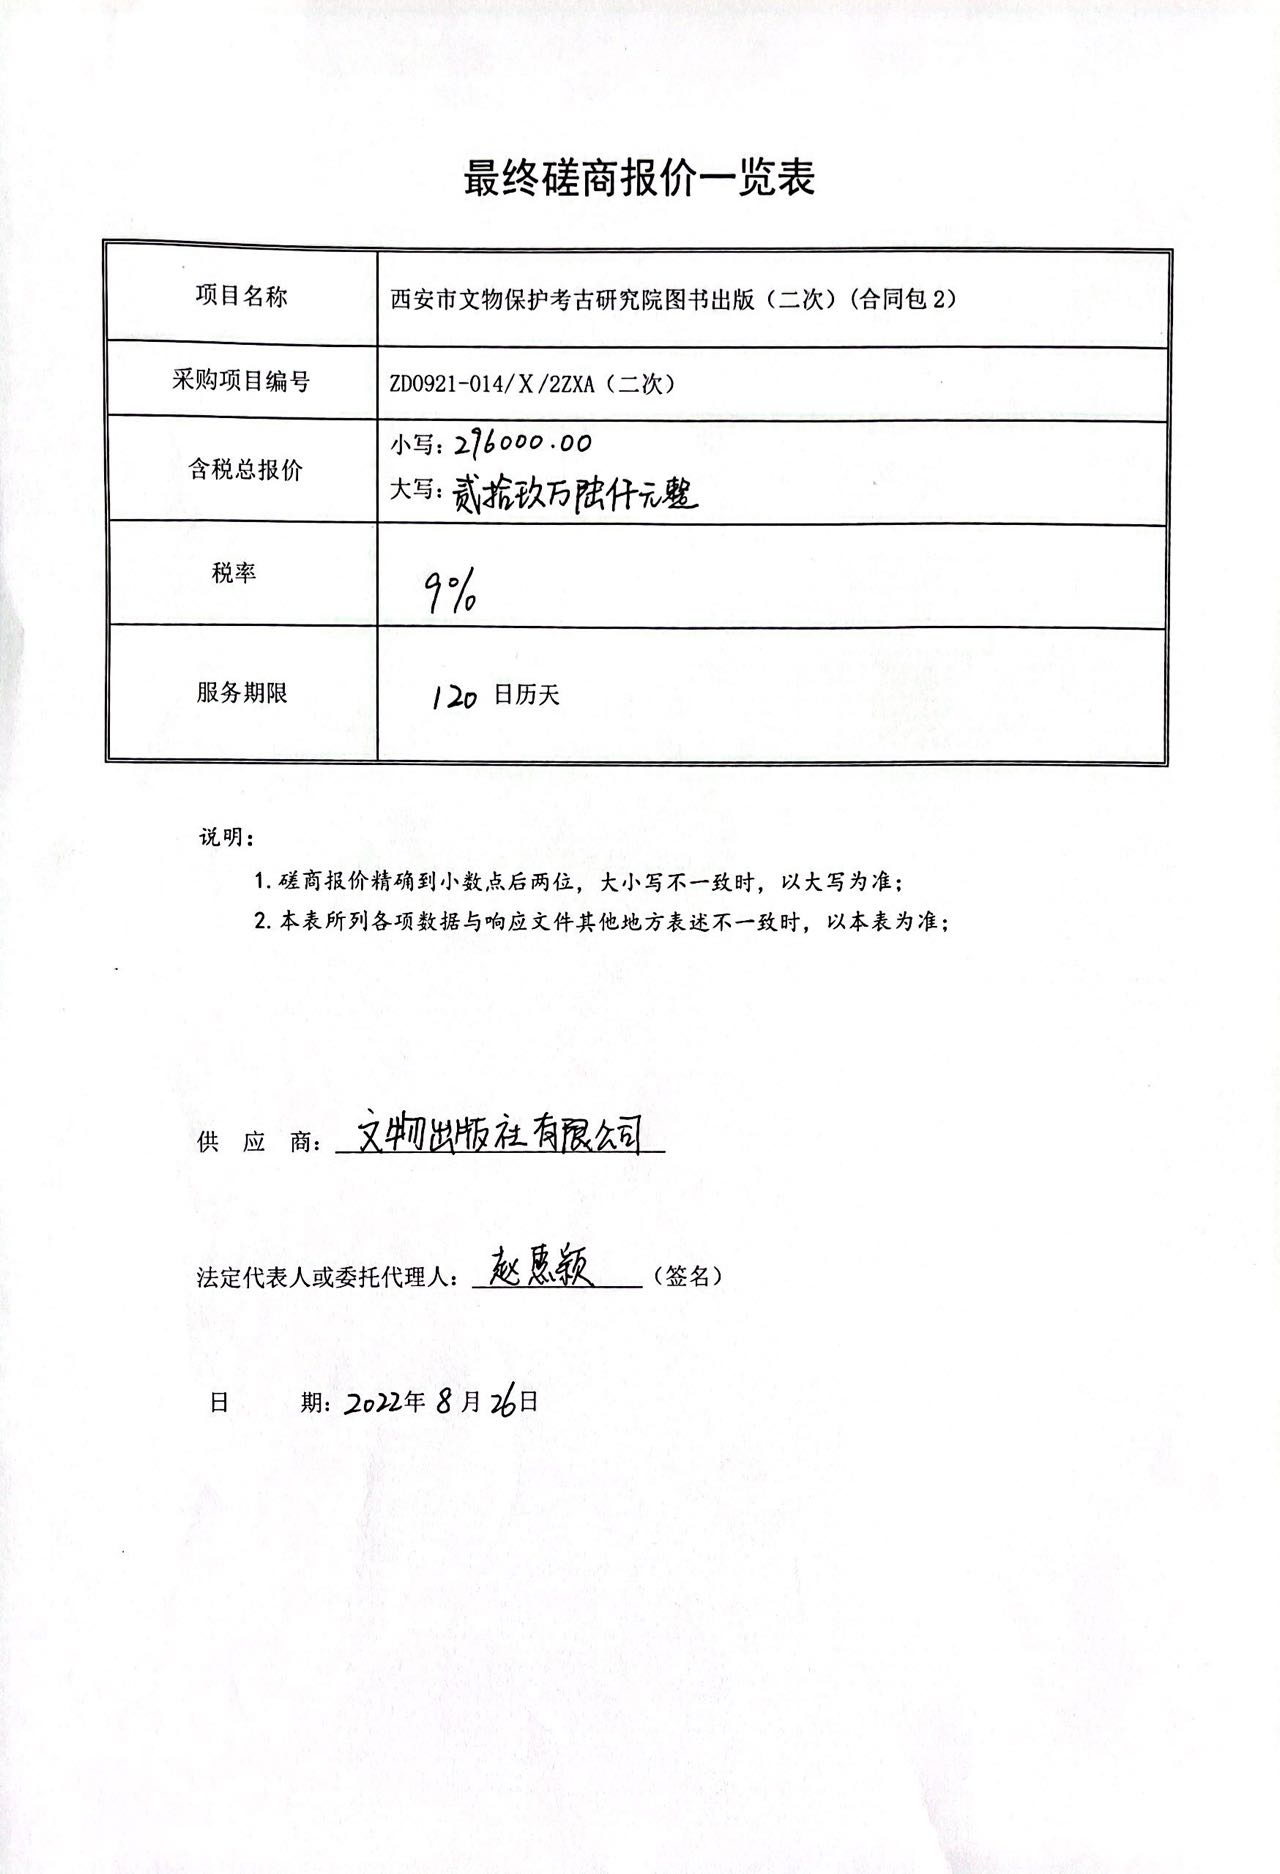 最终磋商报价一览表
项目名称
西安市文物保护考古研究院图书出版（二次）(合同包2）
采购项目编号
ZD0921-014/X/2ZXA（二次）
含税总报价
小写：296000.00
大写：贰拾玖万陆仟元整
税率
9%
服务期限
120 日历天
说明：
1. 磋商报价精确到小数点后两位，大小写不一致时，以大写为准；
2. 本表所列各项数据与响应文件其他地方表述不一致时，以本表为准；
供 应 商：文物出版社有限公司
法定代表人或委托代理人：赵惠颖（签名）
日 期：2022年 8 月 26日